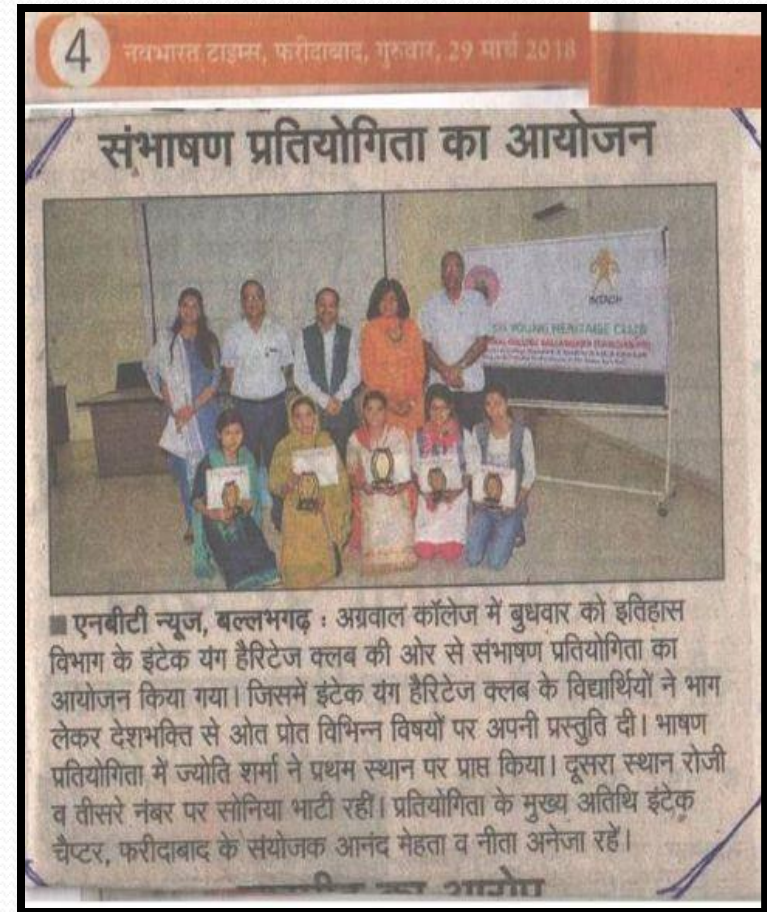 4
नवभारत टाइम्स, फरीदाबाद, गुरुवार, 29 मार्च 2018
संभाषण प्रतियोगिता का आयोजन
INTACH
YOUNG HERITAGE CLUB
COLLEGE BALLABGARH
■ एनबीटी न्यूज, बल्लभगढ़ : अग्रवाल कॉलेज में बुधवार को इतिहास
विभाग के इंटेक यंग हैरिटेज क्लब की ओर से संभाषण प्रतियोगिता का
आयोजन किया गया। जिसमें इंटेक यंग हैरिटेज क्लब के विद्यार्थियों ने भाग
लेकर देशभक्ति से ओत प्रोत विभिन्न विषयों पर अपनी प्रस्तुति दी। भाषण
प्रतियोगिता में ज्योति शर्मा ने प्रथम स्थान पर प्राप्त किया। दूसरा स्थान रोजी
व तीसरे नंबर पर सोनिया भाटी रहीं। प्रतियोगिता के मुख्य अतिथि इंटेक
चैप्टर, फरीदाबाद के संयोजक आनंद मेहता व नीता अनेजा रहें।
का आरोप